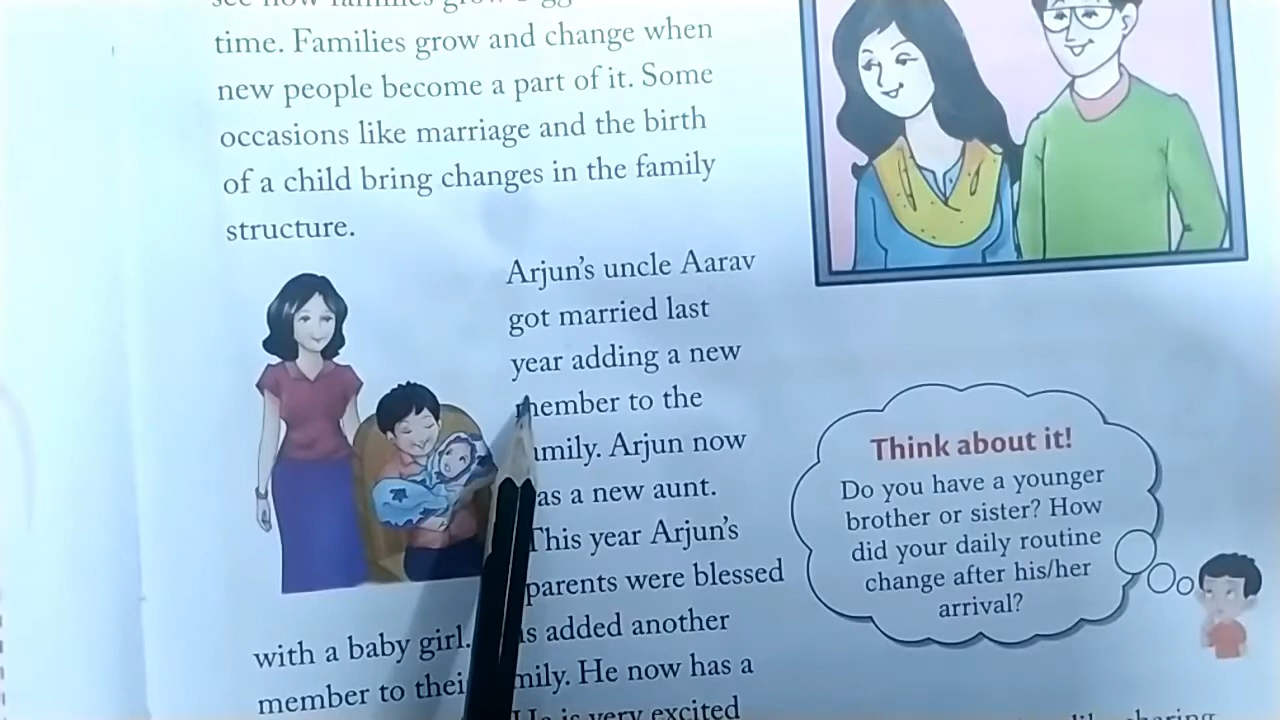 time. Families grow and change when
new people become a part of it. Some
occasions like marriage and the birth
of a child bring changes in the family
structure.
Arjun's uncle Aarav
got married last
year adding a new
member to the
Arjun now
as a new aunt.
This year Arjun's
parents were blessed
with a baby girl.
added another
member to
He now has a
is very excited
Think about it!
Do you have a younger
brother or sister? How
did your daily routine
change after his/her
arrival?